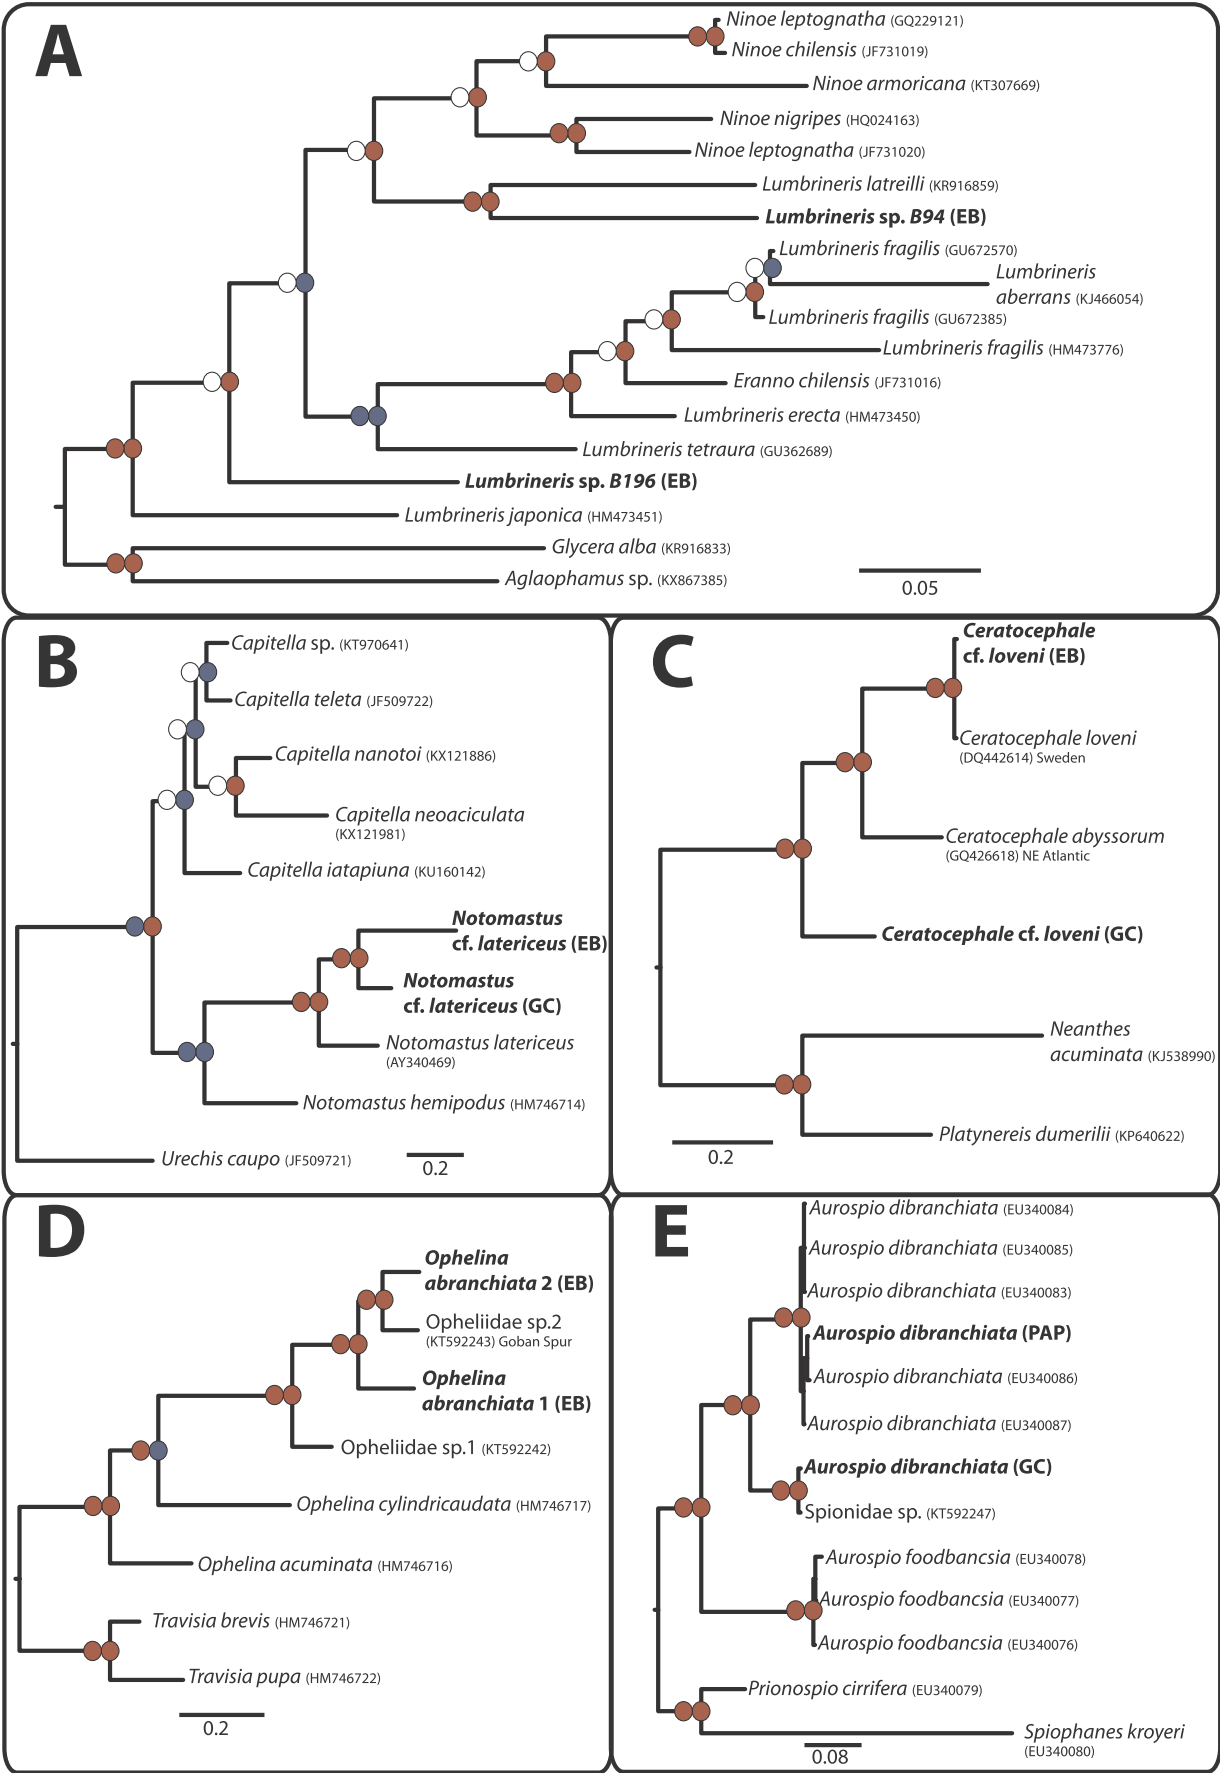 A
Ninoe leptognatha (GQ229121)
Ninoe chilensis (JF731019)
Ninoe armoricana (KT307669)
Ninoe nigripes (HQ024163)
Ninoe leptognatha (JF731020)
Lumbrineris latreilli (KR916859)
Lumbrineris sp. B94 (EB)
Lumbrineris fragilis (GU672570)
Lumbrineris
aberrans (KJ466054)
Lumbrineris fragilis (GU672385)
Lumbrineris fragilis (HM473776)
Eranno chilensis (JF731016)
Lumbrineris erecta (HM473450)
Lumbrineris tetraura (GU362689)
Lumbrineris sp. B196 (EB)
Lumbrineris japonica (HM473451)
Glycera alba (KR916833)
Aglaophamus sp. (KX867385)
0.05
B
Capitella sp. (KT970641)
Capitella teleta (JF509722)
Capitella nanotoi (KX121886)
Capitella neoaciculata
(KX121981)
Capitella iatapiuna (KU160142)
Notomastus
cf. latericeus (EB)
Notomastus
cf. latericeus (GC)
Notomastus latericeus
(AY340469)
Notomastus hemipodus (HM746714)
Urechis caupo (JF509721)
0.2
C
Ceratocephale
cf. loveni (EB)
Ceratocephale loveni
(DQ442614) Sweden
Ceratocephale abyssorum
(GQ426618) NE Atlantic
Ceratocephale cf. loveni (GC)
Neanthes
acuminata (KJ538990)
Platynereis dumerilii (KP640622)
0.2
D
Ophelina
abranchiata 2 (EB)
Opheliidae sp.2
(KT592243) Goban Spur
Ophelina
abranchiata 1 (EB)
Opheliidae sp.1 (KT592242)
Ophelina cylindricaudata (HM746717)
Ophelina acuminata (HM746716)
Travisia brevis (HM746721)
Travisia pupa (HM746722)
0.2
E
Aurospio dibranchiata (EU340084)
Aurospio dibranchiata (EU340085)
Aurospio dibranchiata (EU340083)
Aurospio dibranchiata (PAP)
Aurospio dibranchiata (EU340086)
Aurospio dibranchiata (EU340087)
Aurospio dibranchiata (GC)
Spionidae sp. (KT592247)
Aurospio foodbancsia (EU340078)
Aurospio foodbancsia (EU340077)
Aurospio foodbancsia (EU340076)
Prionospio cirrifera (EU340079)
Spiophanes kroyeri
(EU340080)
0.08